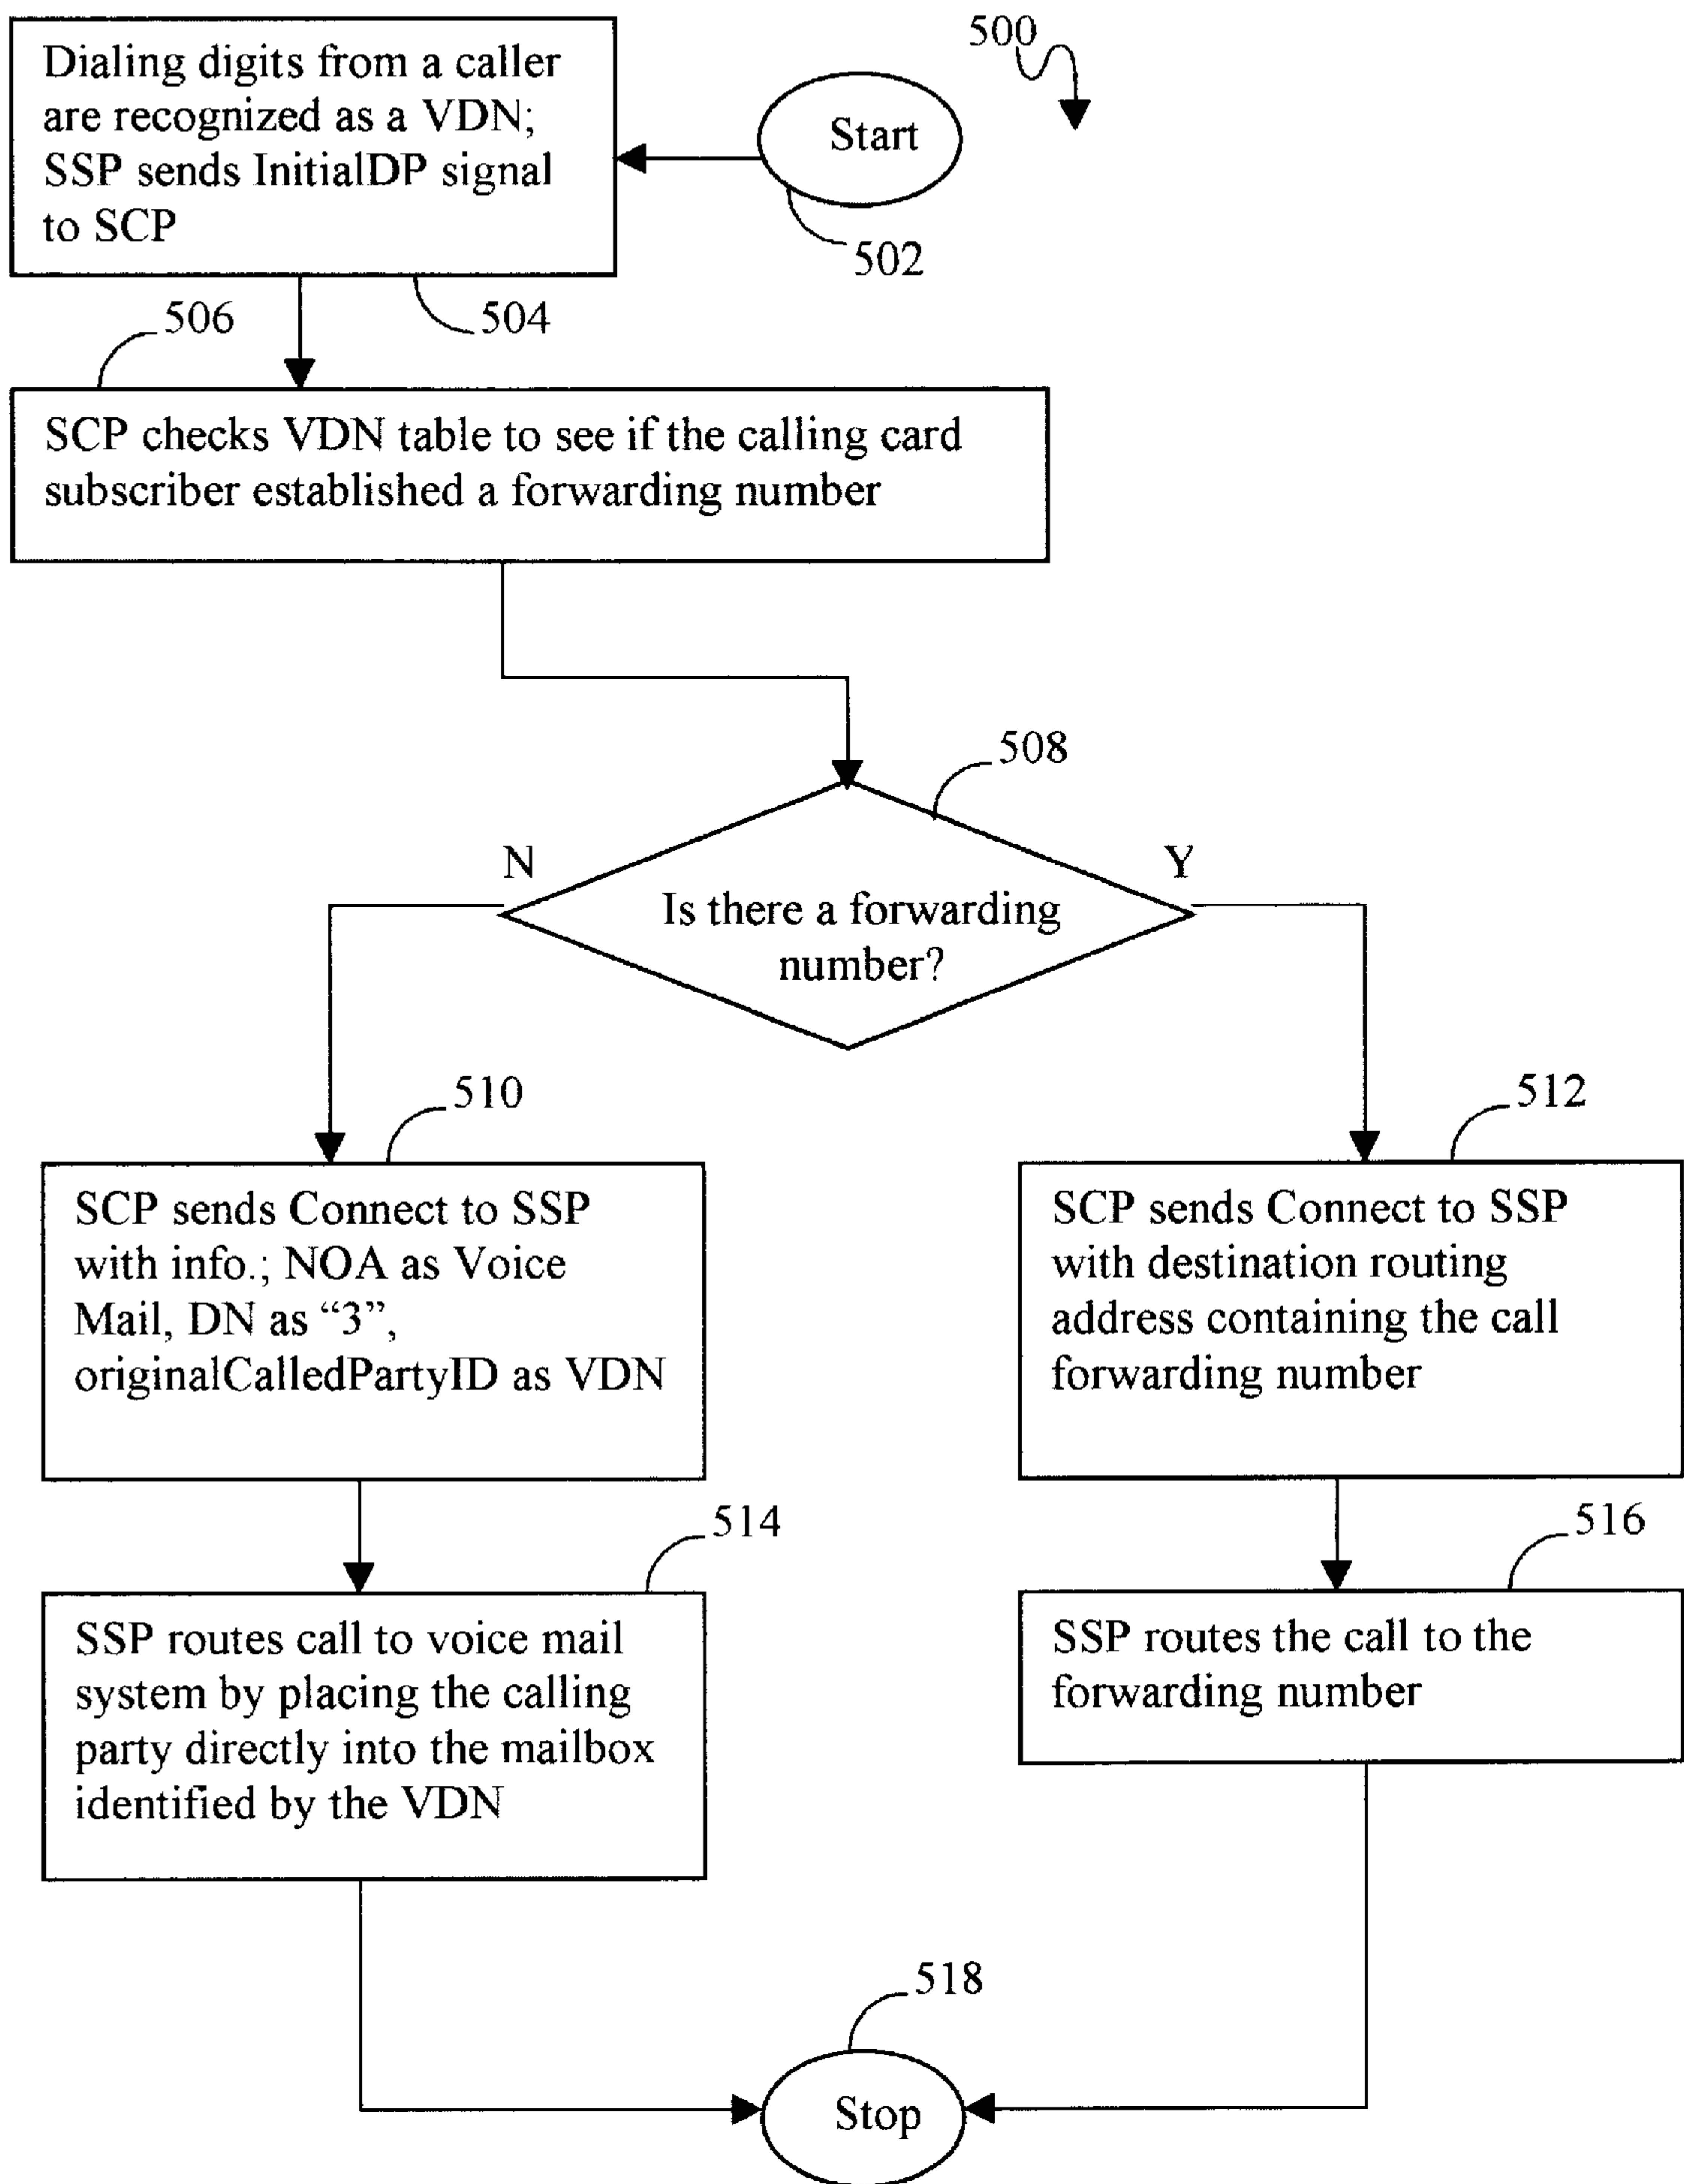 500
Start
502
Dialing digits from a caller
are recognized as a VDN;
SSP sends InitialDP signal
to SCP
504
506
SCP checks VDN table to see if the calling card
subscriber established a forwarding number
508
N
Y
Is there a forwarding
number?
510
SCP sends Connect to SSP
with info.; NOA as Voice
Mail, DN as “3”,
originalCalledPartyID as VDN
512
SCP sends Connect to SSP
with destination routing
address containing the call
forwarding number
514
SSP routes call to voice mail
system by placing the calling
party directly into the mailbox
identified by the VDN
516
SSP routes the call to the
forwarding number
518
Stop